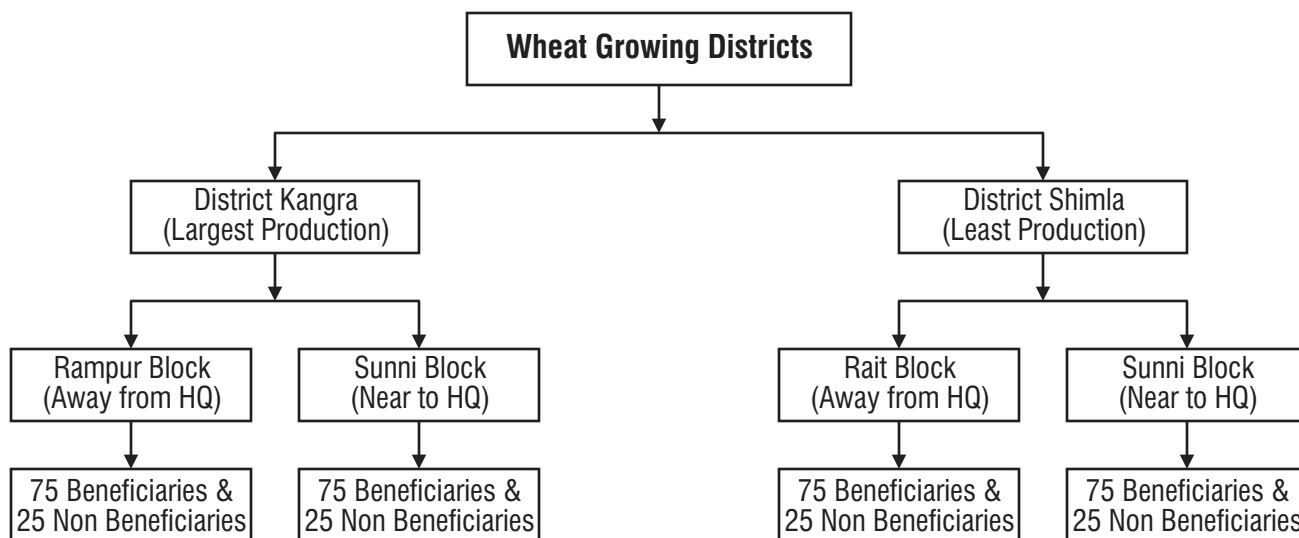 Wheat Growing Districts
District Kangra
(Largest Production)
District Shimla
(Least Production)
Rampur Block
(Away from HQ)
Sunni Block
(Near to HQ)
Rait Block
(Away from HQ)
Sunni Block
(Near to HQ)
75 Beneficiaries &
25 Non Beneficiaries
75 Beneficiaries &
25 Non Beneficiaries
75 Beneficiaries &
25 Non Beneficiaries
75 Beneficiaries &
25 Non Beneficiaries